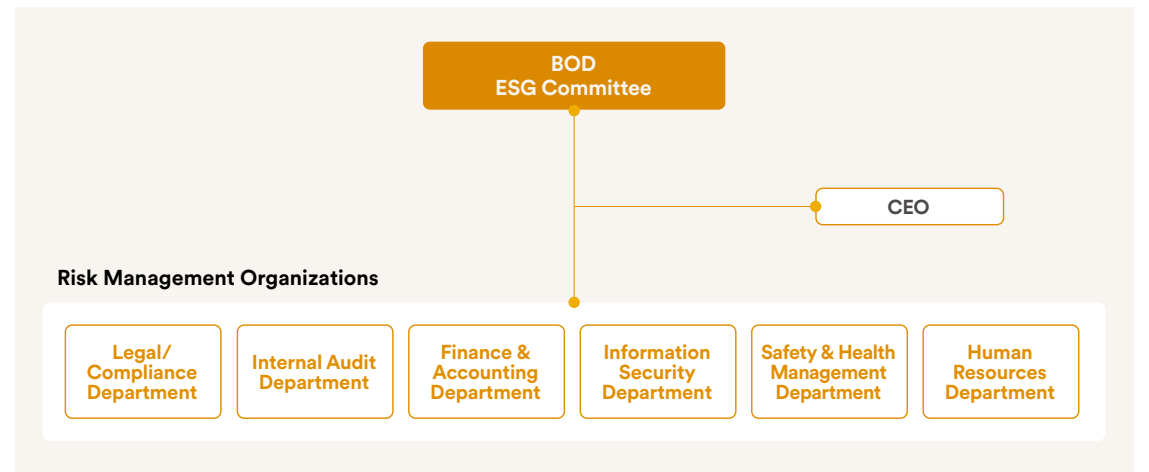 BOD
ESG Committee
CEO
Risk Management Organizations
Legal/
Compliance
Department
Internal Audit
Department
Finance &
Accounting
Department
Information
Security
Department
Safety & Health
Management
Department
Human
Resources
Department